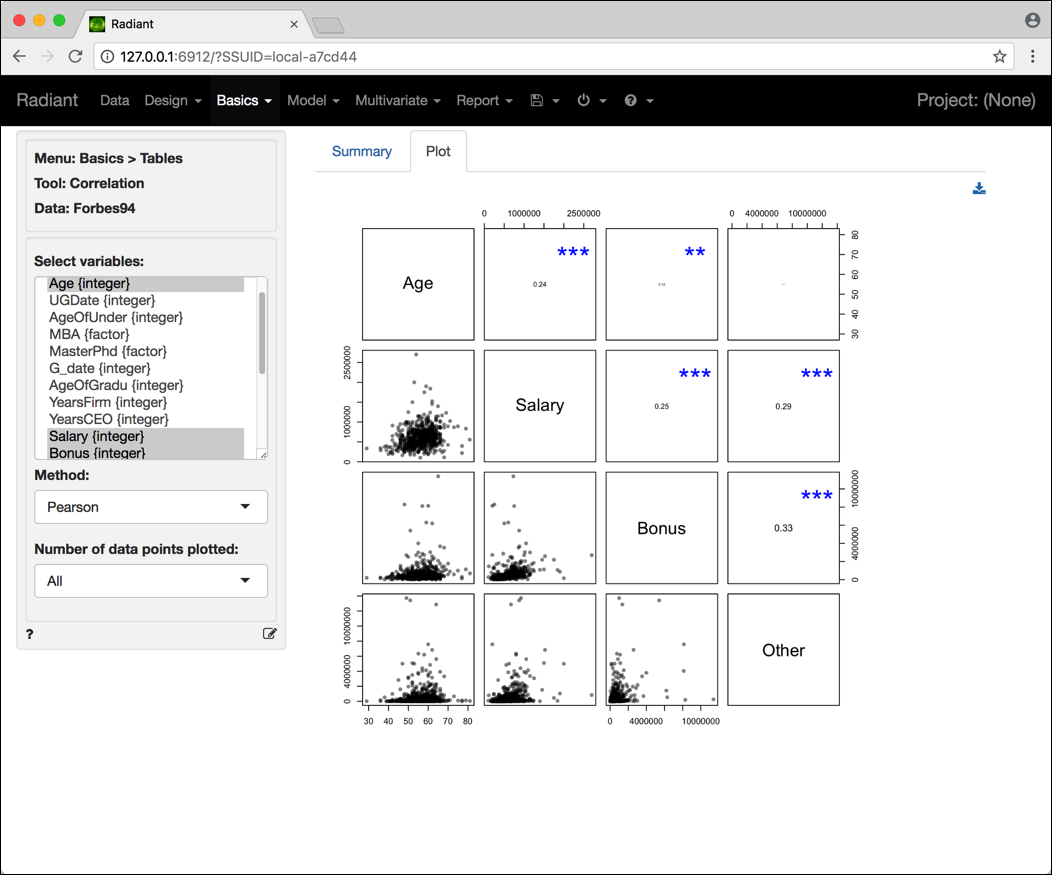 Radiant
127.0.0.1:6912/?SSUID=local-a7cd44
Radiant Data Design Basics Model Multivariate Report Project: (None)
Menu: Basics > Tables
Tool: Correlation
Data: Forbes94
Select variables:
Age {integer}
UGDate {integer}
AgeOfUnder {integer}
MBA {factor}
MasterPhd {factor}
G_date {integer}
AgeOfGradu {integer}
YearsFirm {integer}
YearsCEO {integer}
Salary {integer}
Bonus {integer}
Method:
Pearson
Number of data points plotted:
All
?
Summary Plot
0 1000000 2500000 0 4000000 10000000
Age
***
0.24
**
80
70
60
50
40
30
2500000
1000000
0
Salary
***
0.25
***
0.29
Bonus
***
0.33
10000000
4000000
0
10000000
4000000
0
Other
30 40 50 60 70 80 0 4000000 10000000